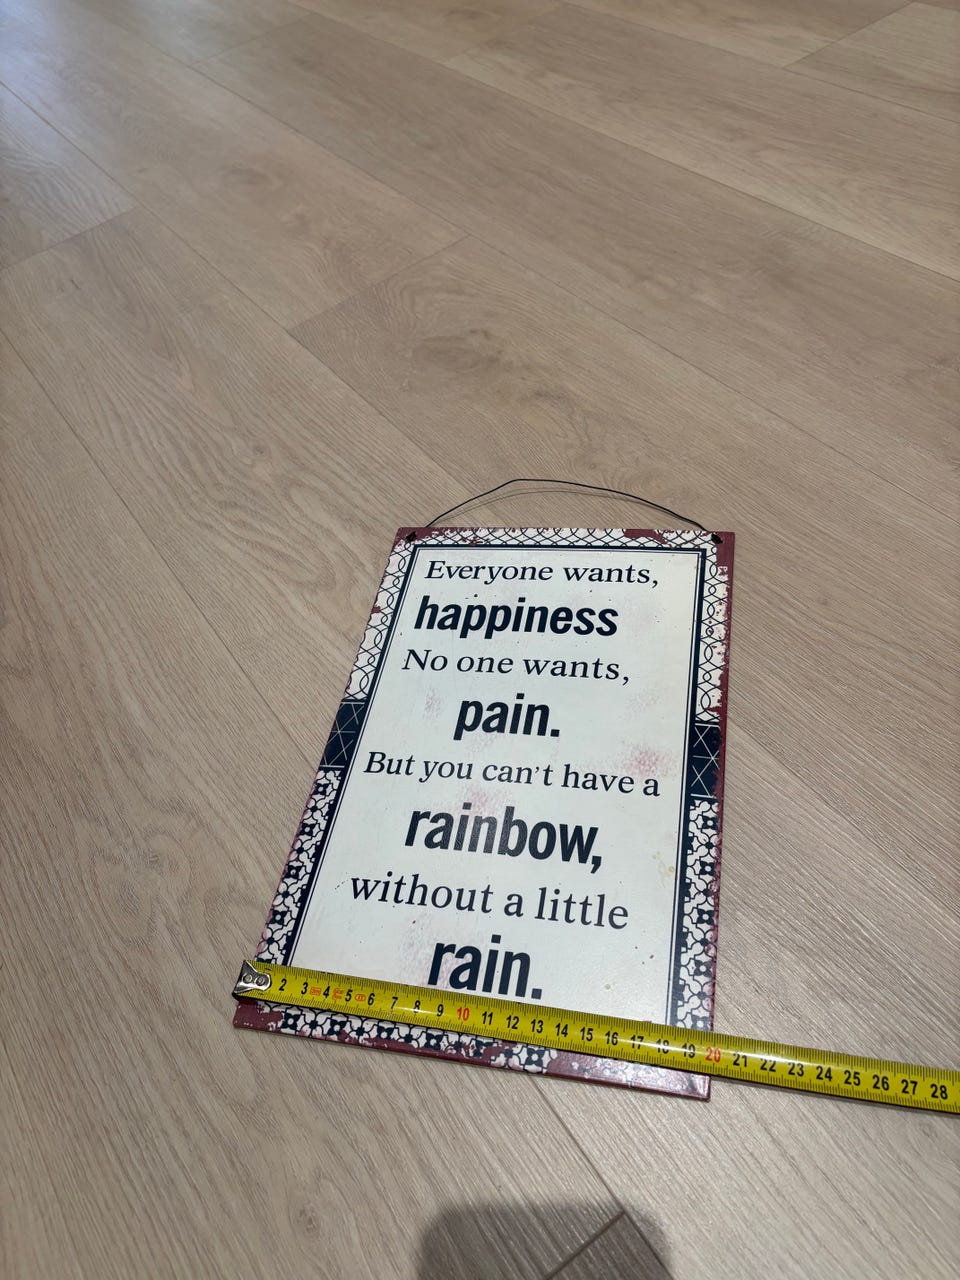 Everyone wants,
happiness
No one wants,
pain.
But you can't have a
rainbow,
without a little
rain.
2 3 4 5 6 7 8 9 10 11 12 13 14 15 16 17 18 19 20 21 22 23 24 25 26 27 28